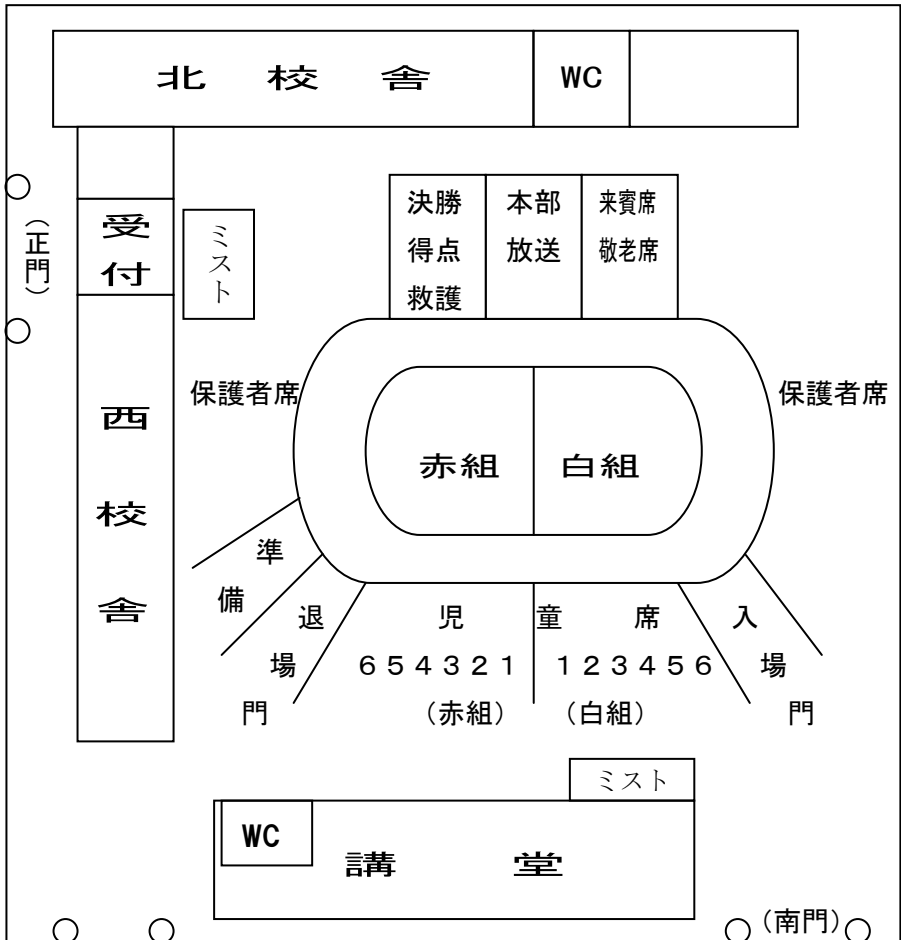 北校舎
WC
決勝
得点
救護
本部
放送
来賓席
敬老席
(正門)
受付
ミスト
西校舎
保護者席
保護者席
赤組
白組
準備
退場門
児童席
654321
123456
(赤組)
(白組)
入場門
ミスト
WC
講堂
(南門)